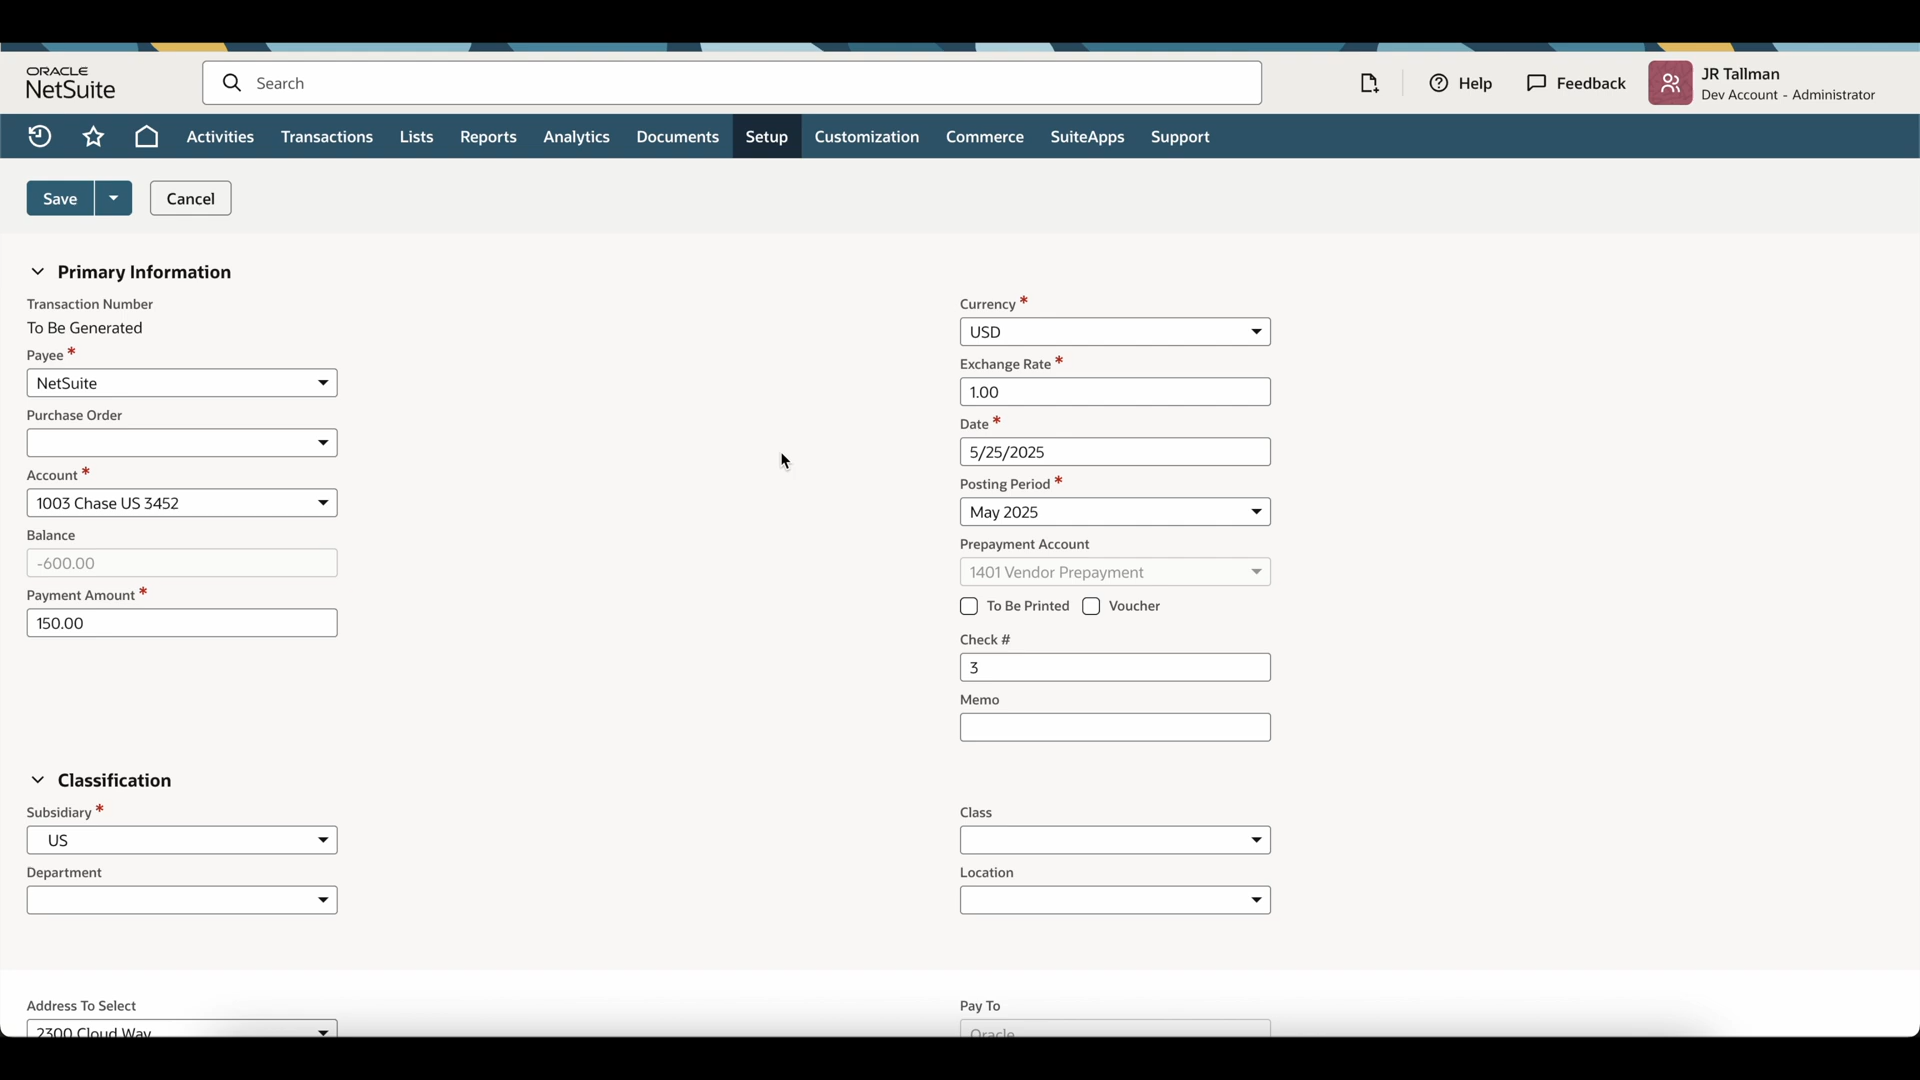 ORACLE
NetSuite
Search
Help
Feedback
JR Tallman
Dev Account - Administrator
Activities
Transactions
Lists
Reports
Analytics
Documents
Setup
Customization
Commerce
SuiteApps
Support
Save
Cancel
Primary Information
Transaction Number
To Be Generated
Payee *
NetSuite
Purchase Order
Account *
1003 Chase US 3452
Balance
-600.00
Payment Amount *
150.00
Currency *
USD
Exchange Rate *
1.00
Date *
5/25/2025
Posting Period *
May 2025
Prepayment Account
1401 Vendor Prepayment
To Be Printed
Voucher
Check #
3
Memo
Classification
Subsidiary *
US
Department
Class
Location
Address To Select
2300 Cloud Way
Pay To
Oracle